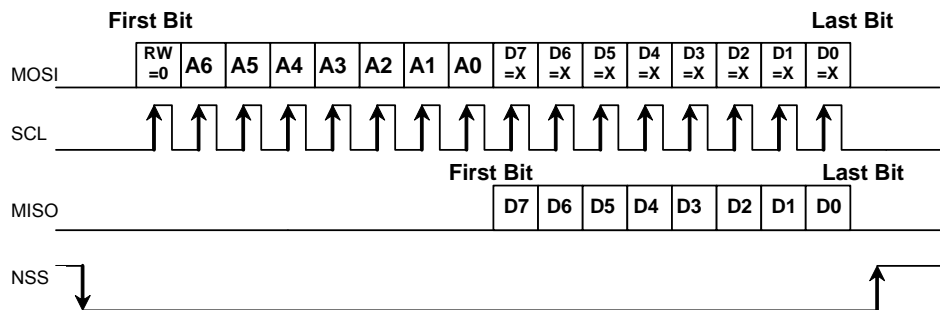 First Bit Last Bit
MOSI RW =0 A6 A5 A4 A3 A2 A1 A0 D7 =X D6 =X D5 =X D4 =X D3 =X D2 =X D1 =X D0 =X
SCL
First Bit Last Bit
MISO D7 D6 D5 D4 D3 D2 D1 D0
NSS